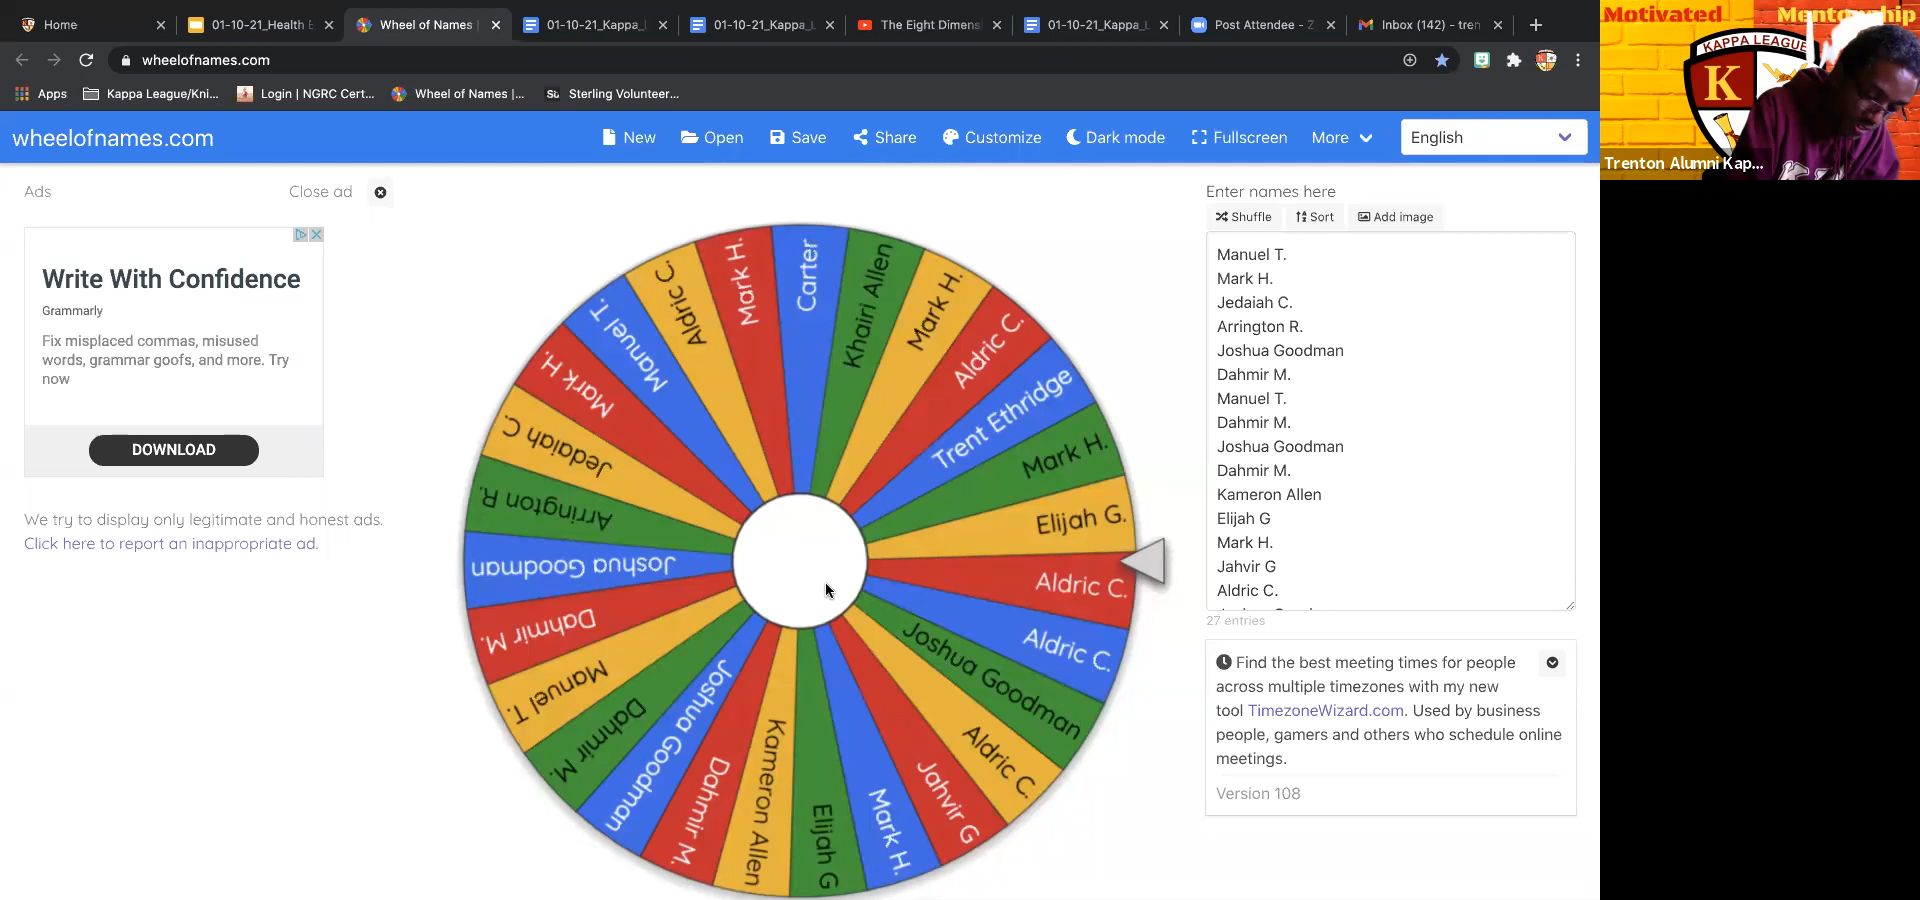 Home
01-10-21_Health E
Wheel of Names |
01-10-21_Kappa_L
01-10-21_Kappa_L
The Eight Dimens
01-10-21_Kappa_L
Post Attendee - Z
Inbox (142) - tren
wheelofnames.com
Apps
Kappa League/Kni...
Login | NGRC Cert...
Wheel of Names |...
Sterling Volunteer...
wheelofnames.com
New
Open
Save
Share
Customize
Dark mode
Fullscreen
More
English
Motivated Mentorship
KAPPA LEAGUE
K
Trenton Alumni Kap...
Ads
Close ad
Write With Confidence
Grammarly
Fix misplaced commas, misused
words, grammar goofs, and more. Try
now
DOWNLOAD
We try to display only legitimate and honest ads.
Click here to report an inappropriate ad.
Carter
Khairi Allen
Mark H.
Aldric C.
Trent Ethridge
Mark H.
Elijah G.
Aldric C.
Aldric C.
Joshua Goodman
Aldric C.
Jahvir G
Mark H.
Elijah G
Kameron Allen
Dahmir M.
Joshua Goodman
Dahmir M.
Manuel T.
Dahmir M.
Joshua Goodman
Arrington R.
Jedaiah C.
Mark H.
Manuel T.
Aldric C.
Mark H.
Enter names here
Shuffle
Sort
Add image
Manuel T.
Mark H.
Jedaiah C.
Arrington R.
Joshua Goodman
Dahmir M.
Manuel T.
Dahmir M.
Joshua Goodman
Dahmir M.
Kameron Allen
Elijah G
Mark H.
Jahvir G
Aldric C.
27 entries
Find the best meeting times for people
across multiple timezones with my new
tool TimezoneWizard.com. Used by business
people, gamers and others who schedule online
meetings.
Version 108